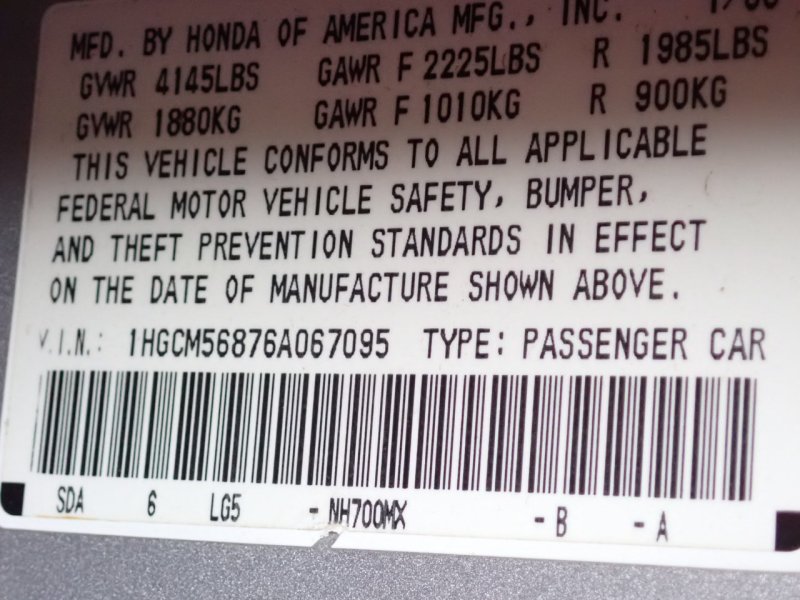 MFD. BY HONDA OF AMERICA MFG., INC.
GVWR 4145LBS GAWR F 2225LBS R 1985LBS
GVWR 1880KG GAWR F 1010KG R 900KG
THIS VEHICLE CONFORMS TO ALL APPLICABLE
FEDERAL MOTOR VEHICLE SAFETY, BUMPER,
AND THEFT PREVENTION STANDARDS IN EFFECT
ON THE DATE OF MANUFACTURE SHOWN ABOVE.
V.I.N.: 1HGCM56876A067095 TYPE: PASSENGER CAR
SDA 6 LG5 - NH700MX - B - A